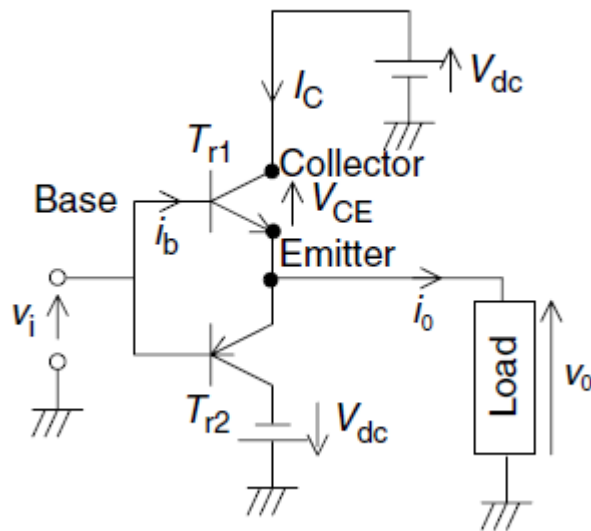 I_C
V_dc
T_r1
Collector
Base
V_CE
i_b
Emitter
v_i
i_0
Load
v_0
T_r2
V_dc